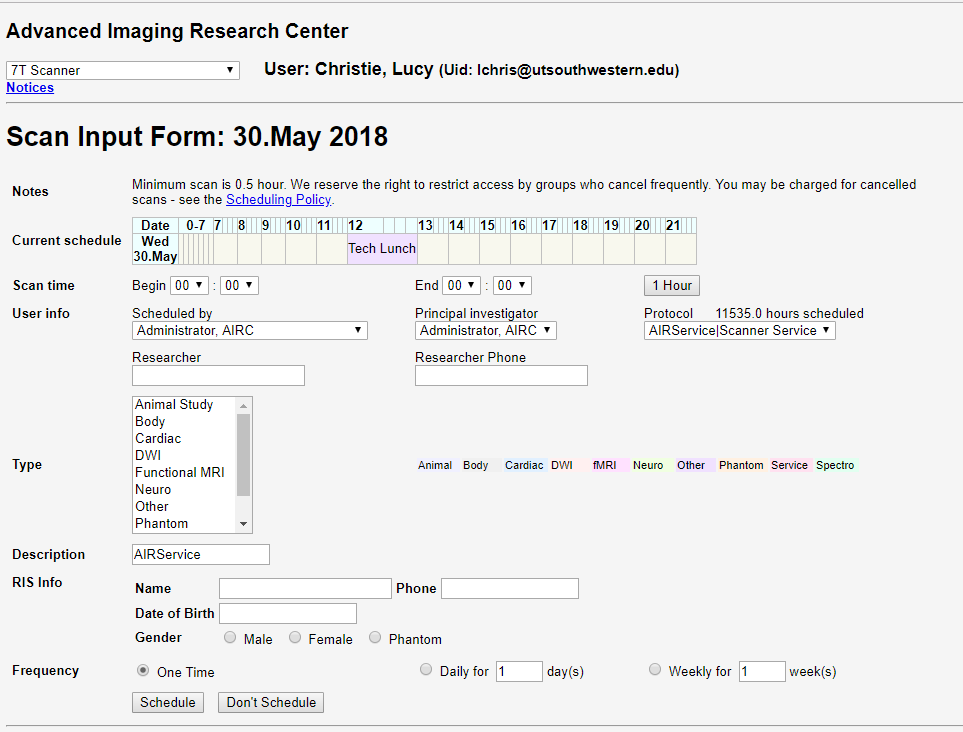 Advanced Imaging Research Center
7T Scanner User: Christie, Lucy (Uid: lchris@utsouthwestern.edu)
Notices
Scan Input Form: 30.May 2018
Notes Minimum scan is 0.5 hour. We reserve the right to restrict access by groups who cancel frequently. You may be charged for cancelled
scans - see the Scheduling Policy.
Date 0-7 7 8 9 10 11 12 13 14 15 16 17 18 19 20 21
Current schedule Wed Tech Lunch
30.May
Scan time Begin 00 : 00 End 00 : 00 1 Hour
User info Scheduled by Principal investigator Protocol 11535.0 hours scheduled
Administrator, AIRC Administrator, AIRC AIRService|Scanner Service
Researcher Researcher Phone
Type
Animal Study
Body
Cardiac
DWI
Functional MRI
Neuro
Other
Phantom
Animal Body Cardiac DWI fMRI Neuro Other Phantom Service Spectro
Description AIRService
RIS Info
Name Phone
Date of Birth
Gender Male Female Phantom
Frequency One Time Daily for 1 day(s) Weekly for 1 week(s)
Schedule Don't Schedule